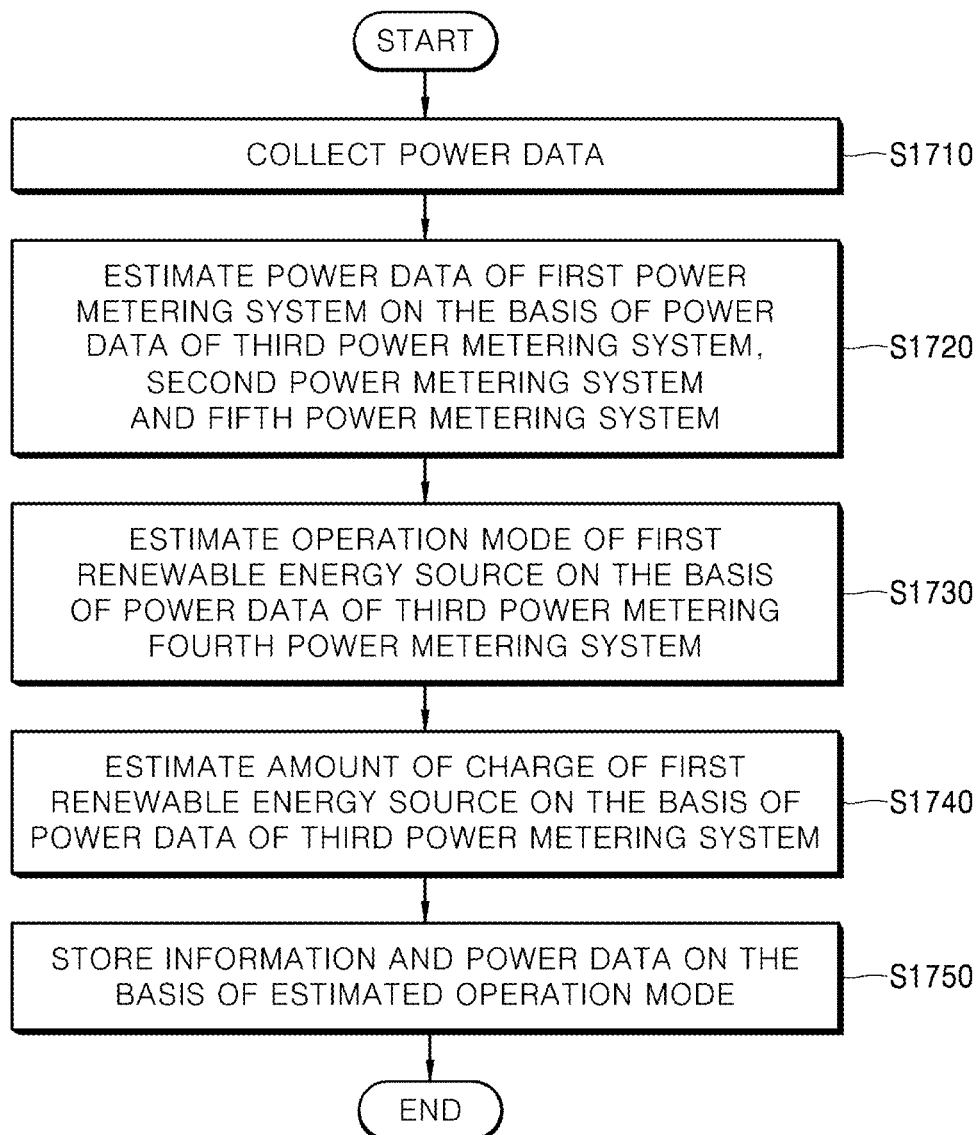 START
COLLECT POWER DATA
S1710
ESTIMATE POWER DATA OF FIRST POWER
METERING SYSTEM ON THE BASIS OF POWER
DATA OF THIRD POWER METERING SYSTEM,
SECOND POWER METERING SYSTEM
AND FIFTH POWER METERING SYSTEM
S1720
ESTIMATE OPERATION MODE OF FIRST
RENEWABLE ENERGY SOURCE ON THE BASIS
OF POWER DATA OF THIRD POWER METERING
FOURTH POWER METERING SYSTEM
S1730
ESTIMATE AMOUNT OF CHARGE OF FIRST
RENEWABLE ENERGY SOURCE ON THE BASIS OF
POWER DATA OF THIRD POWER METERING SYSTEM
S1740
STORE INFORMATION AND POWER DATA ON THE
BASIS OF ESTIMATED OPERATION MODE
S1750
END